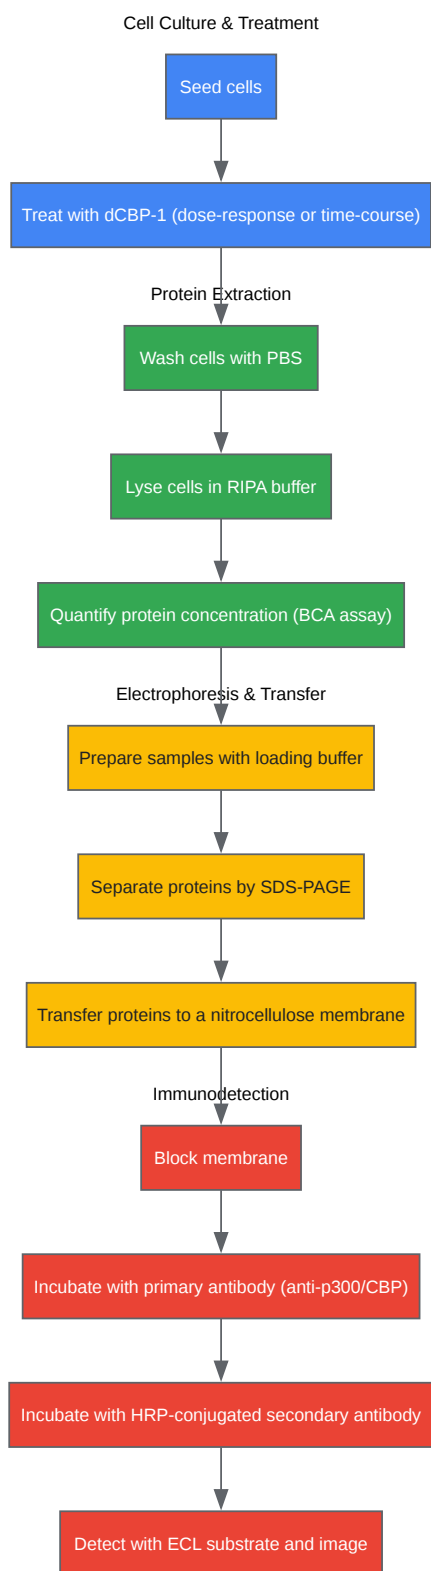 Cell Culture & Treatment
Seed cells
Treat with dCBP-1 (dose-response or time-course)
Protein Extraction
Wash cells with PBS
Lyse cells in RIPA buffer
Quantify protein concentration (BCA assay)
Electrophoresis & Transfer
Prepare samples with loading buffer
Separate proteins by SDS-PAGE
Transfer proteins to a nitrocellulose membrane
Immunodetection
Block membrane
Incubate with primary antibody (anti-p300/CBP)
Incubate with HRP-conjugated secondary antibody
Detect with ECL substrate and image